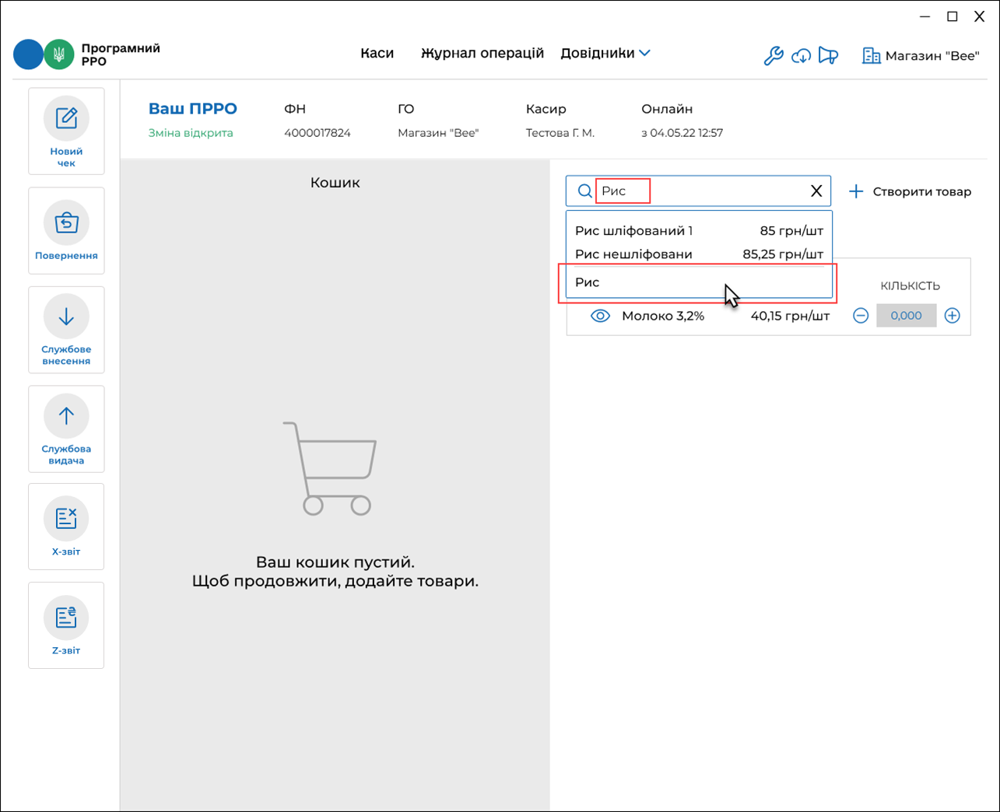 Програмний
РРО
Каси
Журнал операцій
Довідники
Магазин "Bee"
Новий
чек
Повернення
Службове
внесення
Службова
видача
X-звіт
Z-звіт
Ваш ПРРО
Зміна відкрита
ФН
4000017824
ГО
Магазин "Bee"
Касир
Тестова Г. М.
Онлайн
з 04.05.22 12:57
Кошик
Ваш кошик пустий.
Щоб продовжити, додайте товари.
Рис
X
Створити товар
Рис шліфований 1 85 грн/шт
Рис нешліфовани 85,25 грн/шт
Рис
КІЛЬКІСТЬ
Молоко 3,2% 40,15 грн/шт 0,000